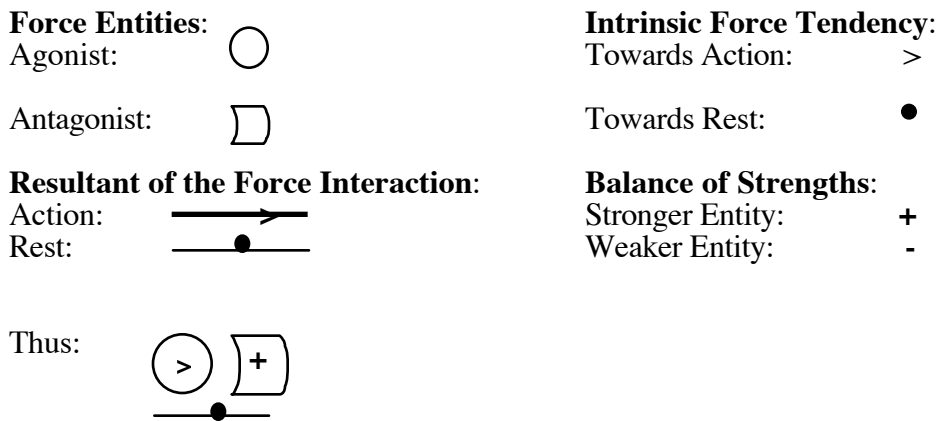 Force Entities: Intrinsic Force Tendency:
Agonist: Towards Action: >
Antagonist: Towards Rest: •
Resultant of the Force Interaction: Balance of Strengths:
Action: > Stronger Entity: +
Rest: Weaker Entity: -
Thus: > +